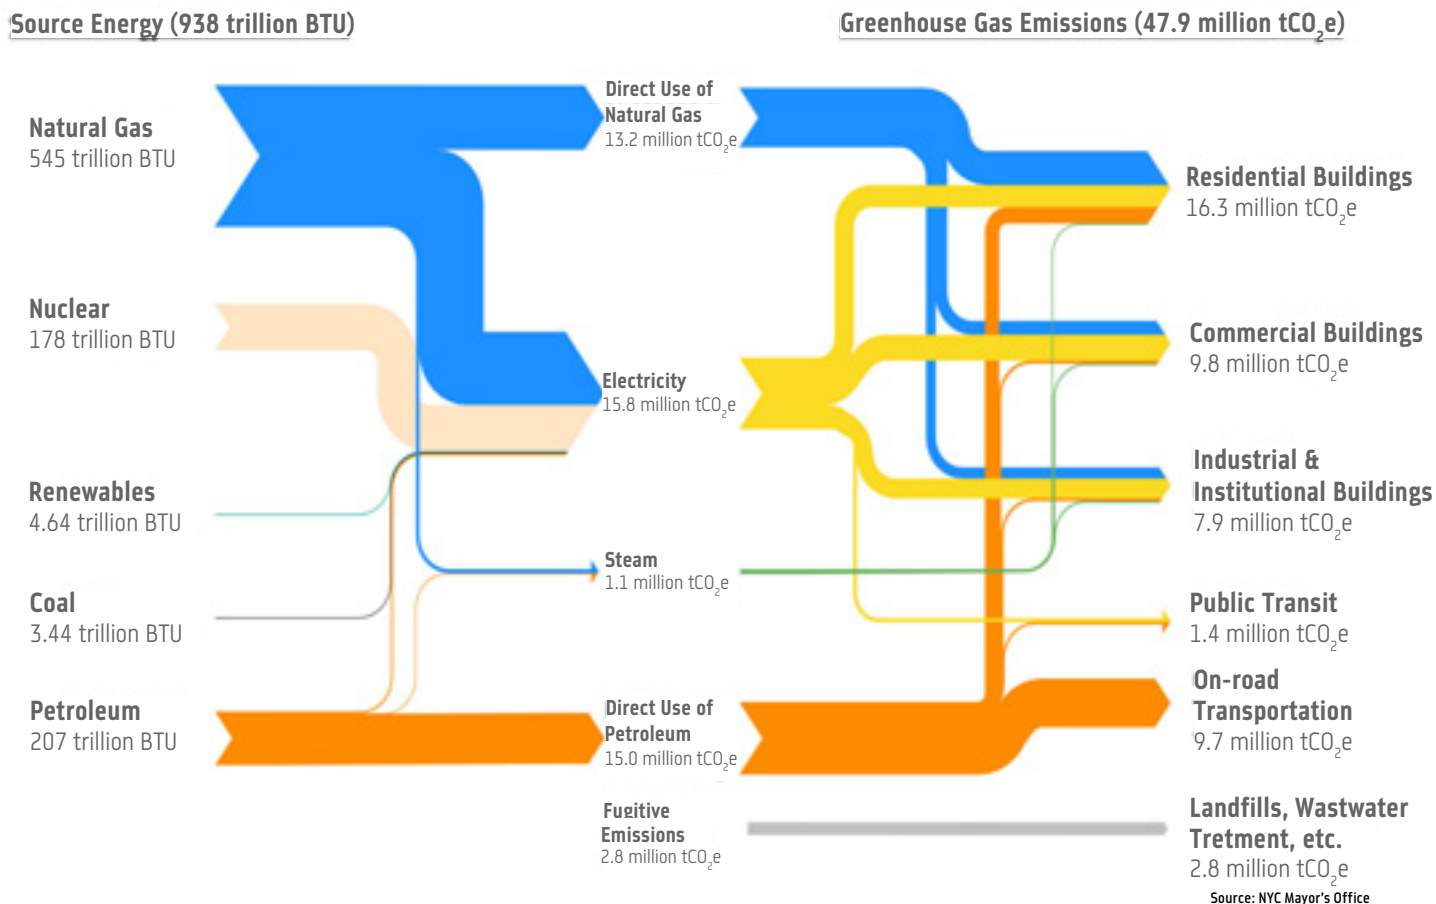 Source Energy (938 trillion BTU)
Greenhouse Gas Emissions (47.9 million tCO2e)
Natural Gas
545 trillion BTU
Nuclear
178 trillion BTU
Renewables
4.64 trillion BTU
Coal
3.44 trillion BTU
Petroleum
207 trillion BTU
Direct Use of
Natural Gas
13.2 million tCO2e
Electricity
15.8 million tCO2e
Steam
1.1 million tCO2e
Direct Use of
Petroleum
15.0 million tCO2e
Fugitive
Emissions
2.8 million tCO2e
Residential Buildings
16.3 million tCO2e
Commercial Buildings
9.8 million tCO2e
Industrial &
Institutional Buildings
7.9 million tCO2e
Public Transit
1.4 million tCO2e
On-road
Transportation
9.7 million tCO2e
Landfills, Wastwater
Tretment, etc.
2.8 million tCO2e
Source: NYC Mayor's Office